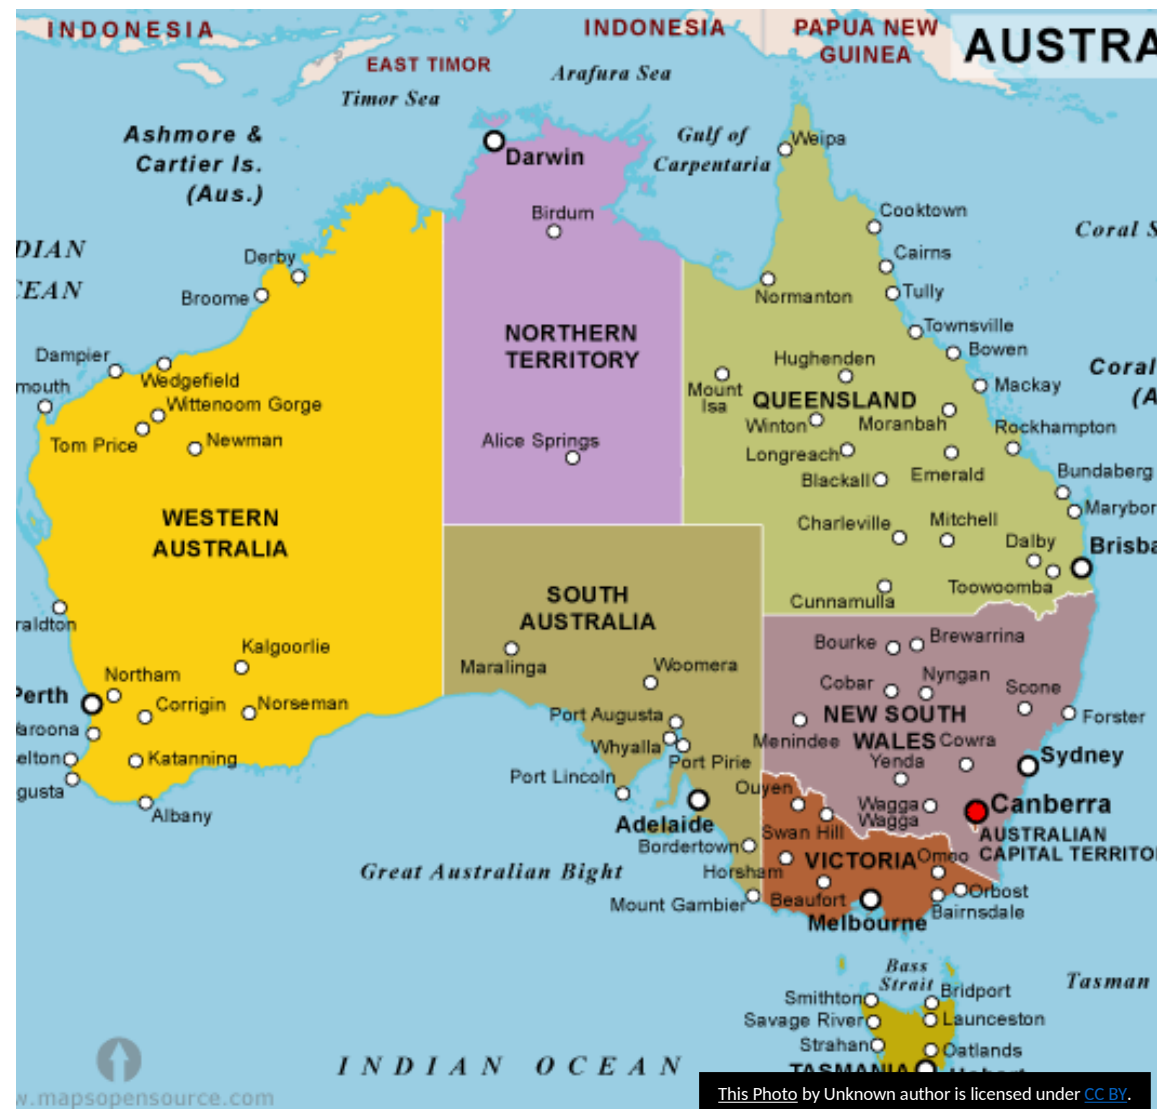 INDONESIA
INDONESIA
PAPUA NEW
GUINEA
AUSTRA
EAST TIMOR
Arafura Sea
Timor Sea
Ashmore &
Cartier Is.
(Aus.)
Gulf of
Carpentaria
Weipa
Darwin
Birdum
Cooktown
Coral S
DIAN
EAN
Derby
Broome
Cairns
Tully
Normanton
Townsville
Bowen
NORTHERN
TERRITORY
Dampier
Wedgefield
mouth
Wittenoom Gorge
Tom Price
Newman
Hughenden
Mount
Isa
QUEENSLAND
Mackay
Coral
(A
Winton
Moranbah
Rockhampton
Alice Springs
Longreach
Blackall
Emerald
Bundaberg
Marybor
WESTERN
AUSTRALIA
Charleville
Mitchell
Dalby
Brisba
Toowoomba
Cunnamulla
SOUTH
AUSTRALIA
raldton
Kalgoorlie
Maralinga
Woomera
Bourke
Brewarrina
Northam
Perth
Corrigin
Norseman
Cobar
Nyngan
Scone
Port Augusta
NEW SOUTH
WALES
Forster
aroona
Whyalla
Menindee
Cowra
elton
Katanning
Port Pirie
Yenda
Sydney
gusta
Port Lincoln
Ouyen
Albany
Wagga
Wagga
Canberra
Adelaide
Swan Hill
AUSTRALIAN
CAPITAL TERRITO
Bordertown
VICTORIA
Omeo
Great Australian Bight
Horsham
Orbost
Mount Gambier
Beaufort
Bairnsdale
Melbourne
Bass
Strait
Tasman
Smithton
Bridport
Savage River
Launceston
Strahan
Oatlands
INDIAN OCEAN
TASMANIA
Hobart
w.mapsopensource.com
This Photo by Unknown author is licensed under CC BY.